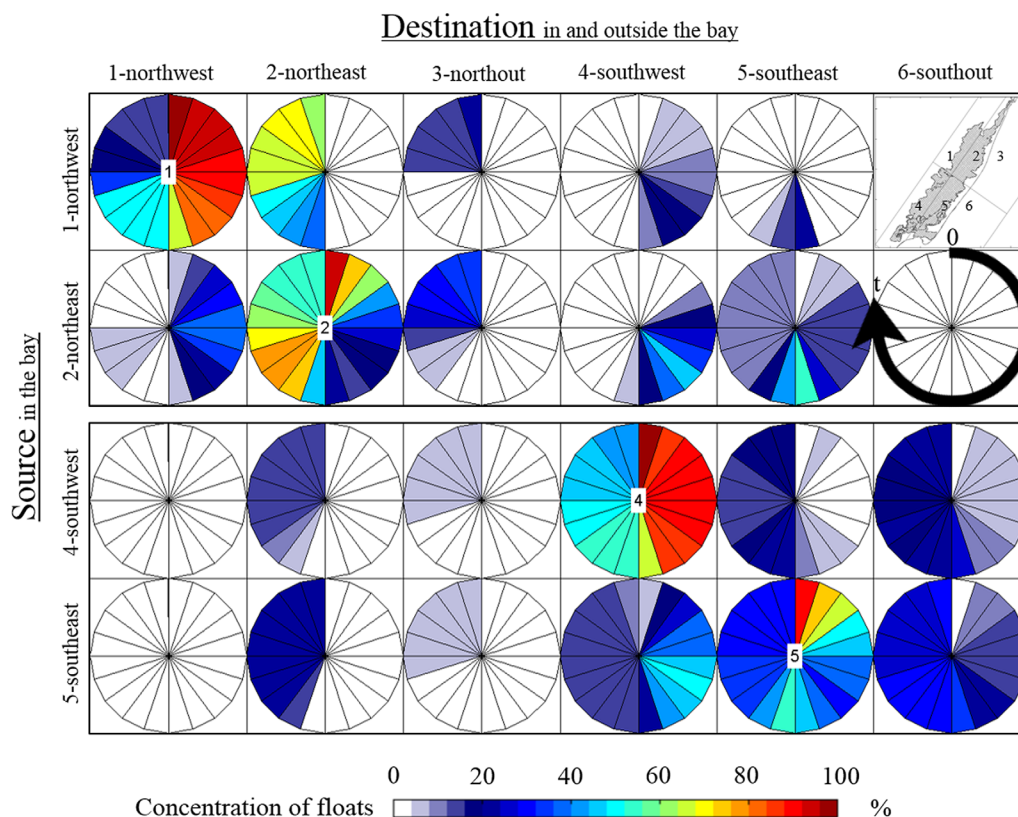 Destination in and outside the bay
1-northwest 2-northeast 3-northout 4-southwest 5-southeast 6-southout
Source in the bay
1-northwest
1
1 2 3
4 5 6
0
2-northeast
2
t
4-southwest
4
5-southeast
5
0 20 40 60 80 100
Concentration of floats %